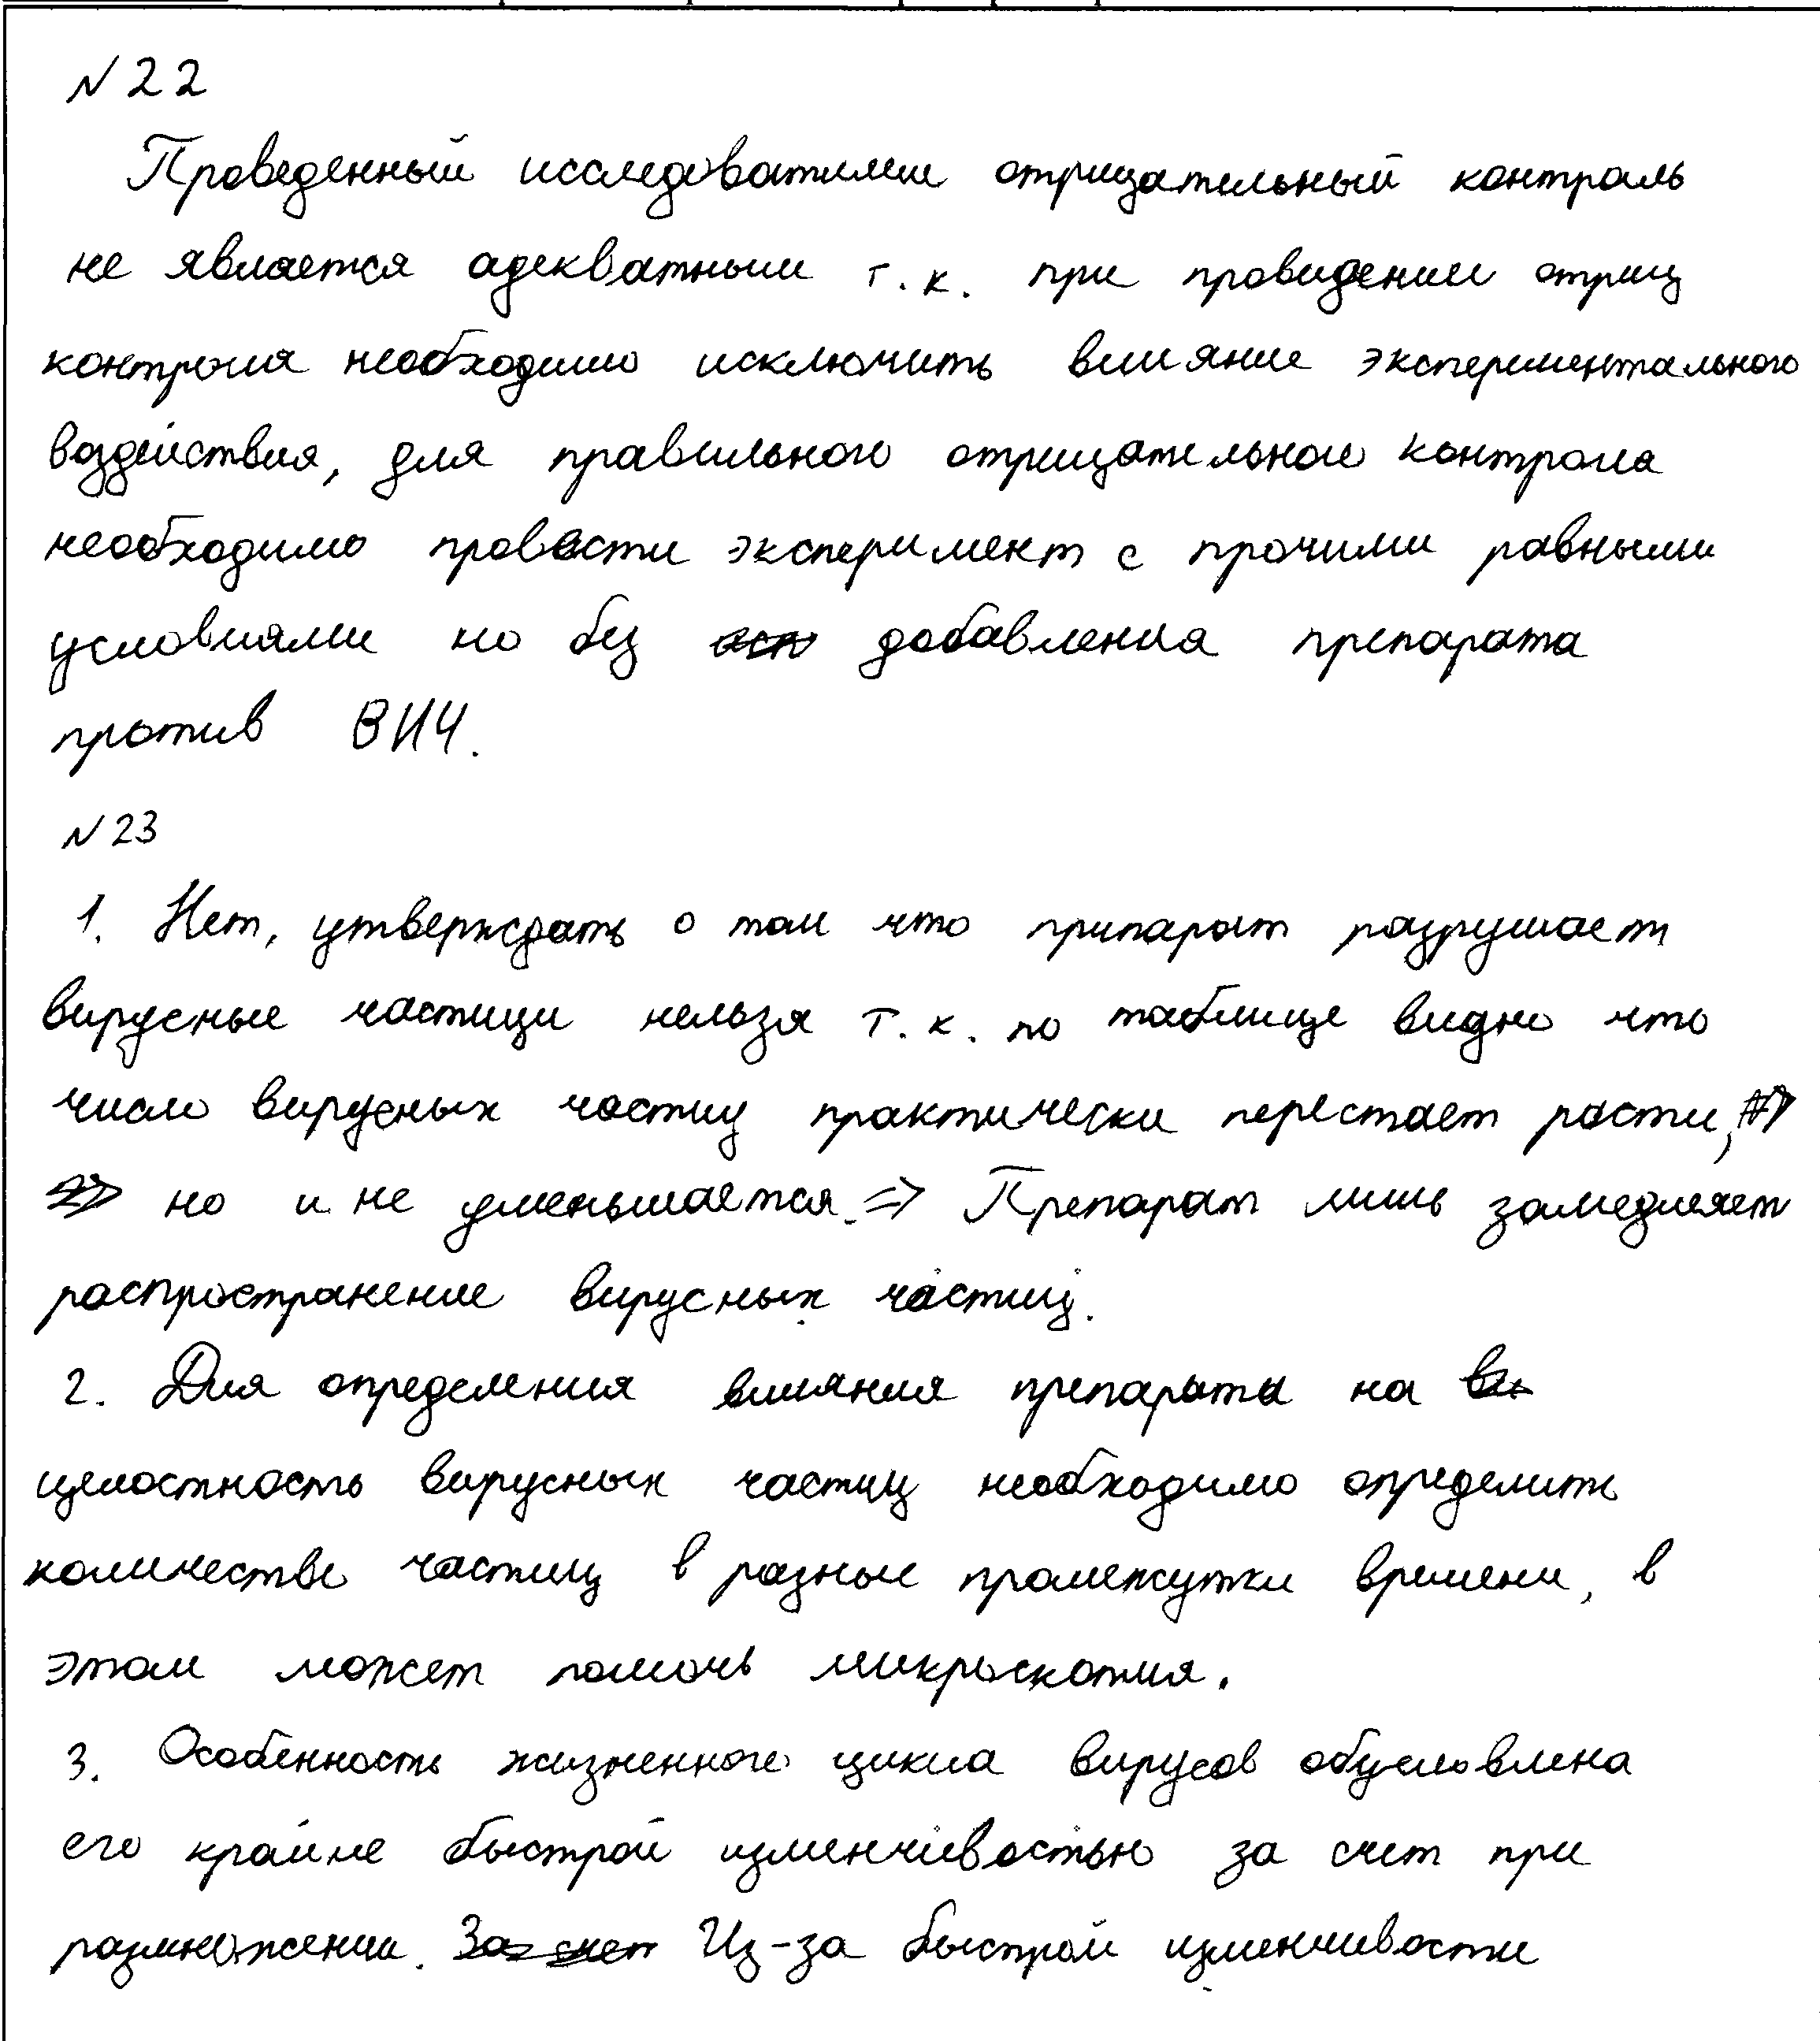 №22
Проведенный исследователями отрицательный контроль
не является адекватным т.к. при проведении отриц
контроля необходимо исключить влияние экспериментального
воздействия, для правильного отрицательного контроля
необходимо провести эксперимент с прочими равными
условиями но без добавления препарата
против ВИЧ.
№23
1. Нет, утверждать о том что припарат разрушает
вирусные частицы нельзя т.к. по таблице видно что
число вирусных частиц практически перестает расти,
но и не уменьшается. => Препарат лишь замедляет
распространение вирусных частиц.
2. Для определения влияния препарата на
целостность вирусных частиц необходимо определить
количество частиц в разные промежутки времени, в
этом может помочь микроскопия.
3. Особенность жизненного цикла вирусов обусловлена
его крайне быстрой изменчивостью за счет при
размножении. За счет Из-за быстрой изменчивости